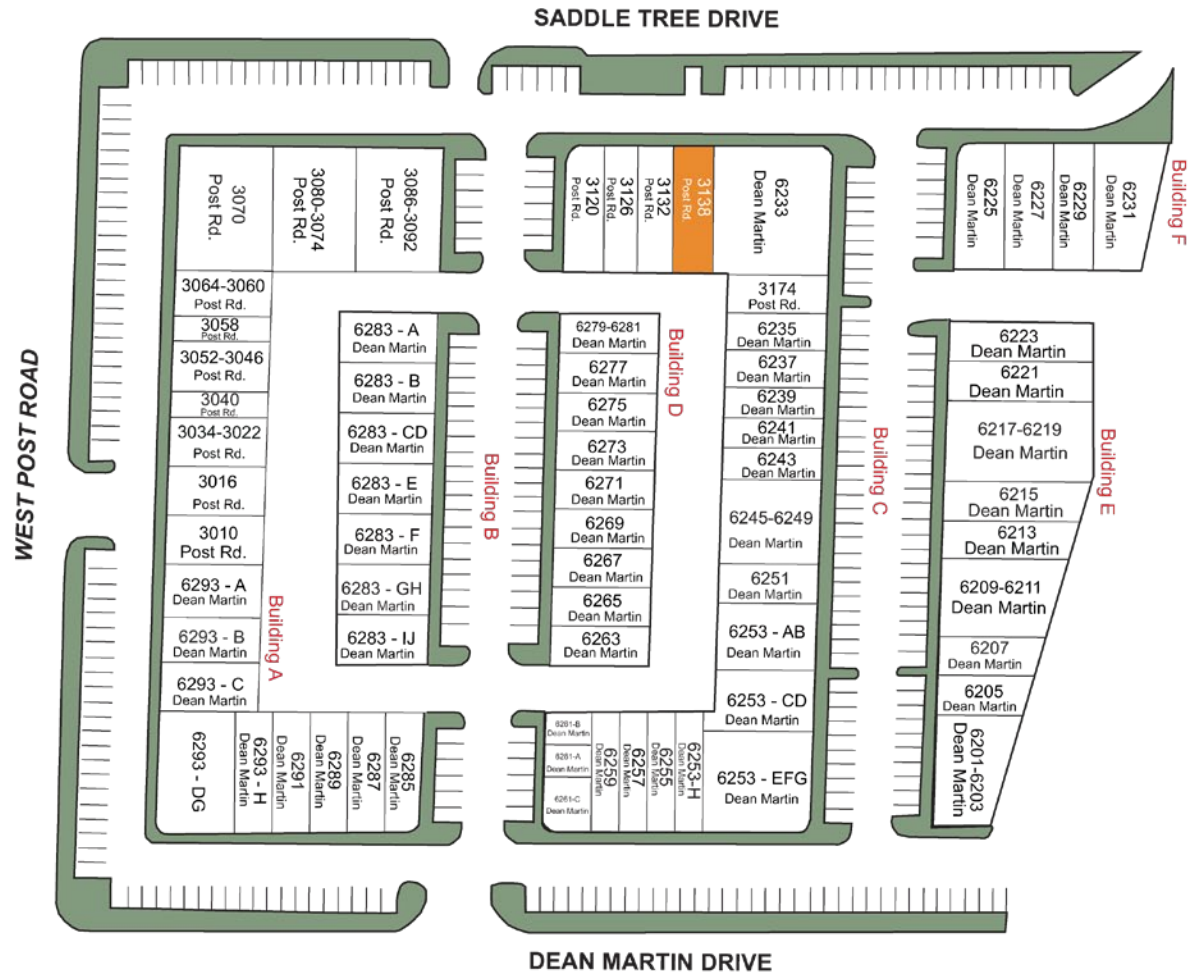 SADDLE TREE DRIVE
WEST POST ROAD
3070
Post Rd.
3080-3074
Post Rd.
3086-3092
Post Rd.
3064-3060
Post Rd.
3058
Post Rd.
3052-3046
Post Rd.
3040
Post Rd.
3034-3022
Post Rd.
3016
Post Rd.
3010
Post Rd.
6293 - A
Dean Martin
6293 - B
Dean Martin
6293 - C
Dean Martin
6293 - DG
6293 - H
Dean Martin
6291
Dean Martin
6289
Dean Martin
6287
Dean Martin
6285
Dean Martin
Building A
6283 - A
Dean Martin
6283 - B
Dean Martin
6283 - CD
Dean Martin
6283 - E
Dean Martin
6283 - F
Dean Martin
6283 - GH
Dean Martin
6283 - IJ
Dean Martin
Building B
3120
Post Rd.
3126
Post Rd.
3132
Post Rd.
3138
Post Rd.
6233
Dean Martin
3174
Post Rd.
6235
Dean Martin
6237
Dean Martin
6239
Dean Martin
6241
Dean Martin
6243
Dean Martin
6245-6249
Dean Martin
6251
Dean Martin
6253 - AB
Dean Martin
6253 - CD
Dean Martin
6253 - EFG
Dean Martin
6253-H
Dean Martin
6255
Dean Martin
6257
Dean Martin
6259
Dean Martin
6261-B
Dean Martin
6261-A
Dean Martin
6261-C
Dean Martin
Building C
6279-6281
Dean Martin
6277
Dean Martin
6275
Dean Martin
6273
Dean Martin
6271
Dean Martin
6269
Dean Martin
6267
Dean Martin
6265
Dean Martin
6263
Dean Martin
Building D
6225
Dean Martin
6227
Dean Martin
6229
Dean Martin
6231
Dean Martin
Building F
6223
Dean Martin
6221
Dean Martin
6217-6219
Dean Martin
6215
Dean Martin
6213
Dean Martin
6209-6211
Dean Martin
6207
Dean Martin
6205
Dean Martin
6201-6203
Dean Martin
Building E
DEAN MARTIN DRIVE